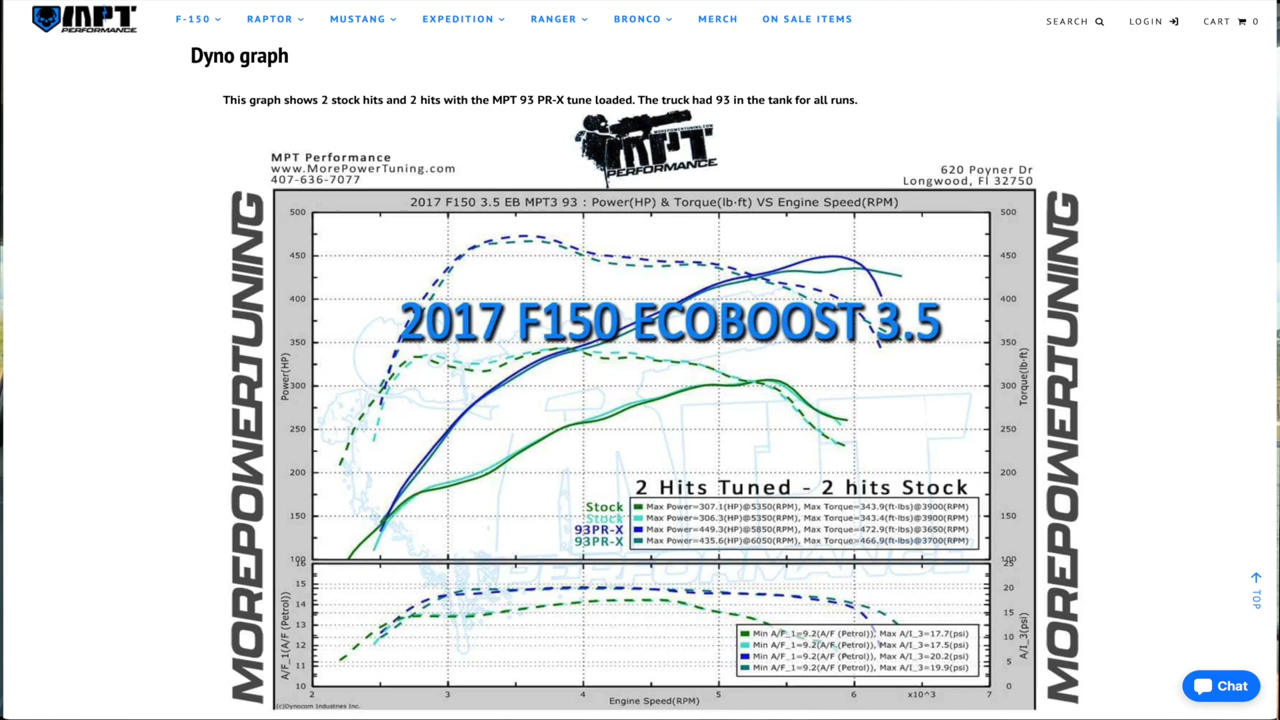 MPT
PERFORMANCE
F-150
RAPTOR
MUSTANG
EXPEDITION
RANGER
BRONCO
MERCH
ON SALE ITEMS
SEARCH
LOGIN
CART 0
Dyno graph
This graph shows 2 stock hits and 2 hits with the MPT 93 PR-X tune loaded. The truck had 93 in the tank for all runs.
MPT
PERFORMANCE
MPT Performance
www.MorePowerTuning.com
407-636-7077
620 Poyner Dr
Longwood, Fl 32750
MOREPOWERTUNING
MOREPOWERTUNING
2017 F150 3.5 EB MPT3 93 : Power(HP) & Torque(lb·ft) VS Engine Speed(RPM)
500
450
400
350
300
250
200
150
100
Power(HP)
500
450
400
350
300
250
200
150
100
Torque(lb·ft)
2017 F150 ECOBOOST 3.5
2 Hits Tuned - 2 hits Stock
Stock Max Power=307.1(HP)@5350(RPM), Max Torque=343.9(ft·lbs)@3900(RPM)
Stock Max Power=306.3(HP)@5350(RPM), Max Torque=343.4(ft·lbs)@3900(RPM)
93PR-X Max Power=449.3(HP)@5850(RPM), Max Torque=472.9(ft·lbs)@3650(RPM)
93PR-X Max Power=435.6(HP)@6050(RPM), Max Torque=466.9(ft·lbs)@3700(RPM)
MPT
PERFORMANCE
16
15
14
13
12
11
10
A/F_1(A/F (Petrol))
25
20
15
10
5
0
A/I_3(psi)
Min A/F_1=9.2(A/F (Petrol)), Max A/I_3=17.7(psi)
Min A/F_1=9.2(A/F (Petrol)), Max A/I_3=17.5(psi)
Min A/F_1=9.2(A/F (Petrol)), Max A/I_3=20.2(psi)
Min A/F_1=9.2(A/F (Petrol)), Max A/I_3=19.9(psi)
2 3 4 5 6 x10^3 7
Engine Speed(RPM)
(c)Dynocom Industries Inc.
TOP
Chat